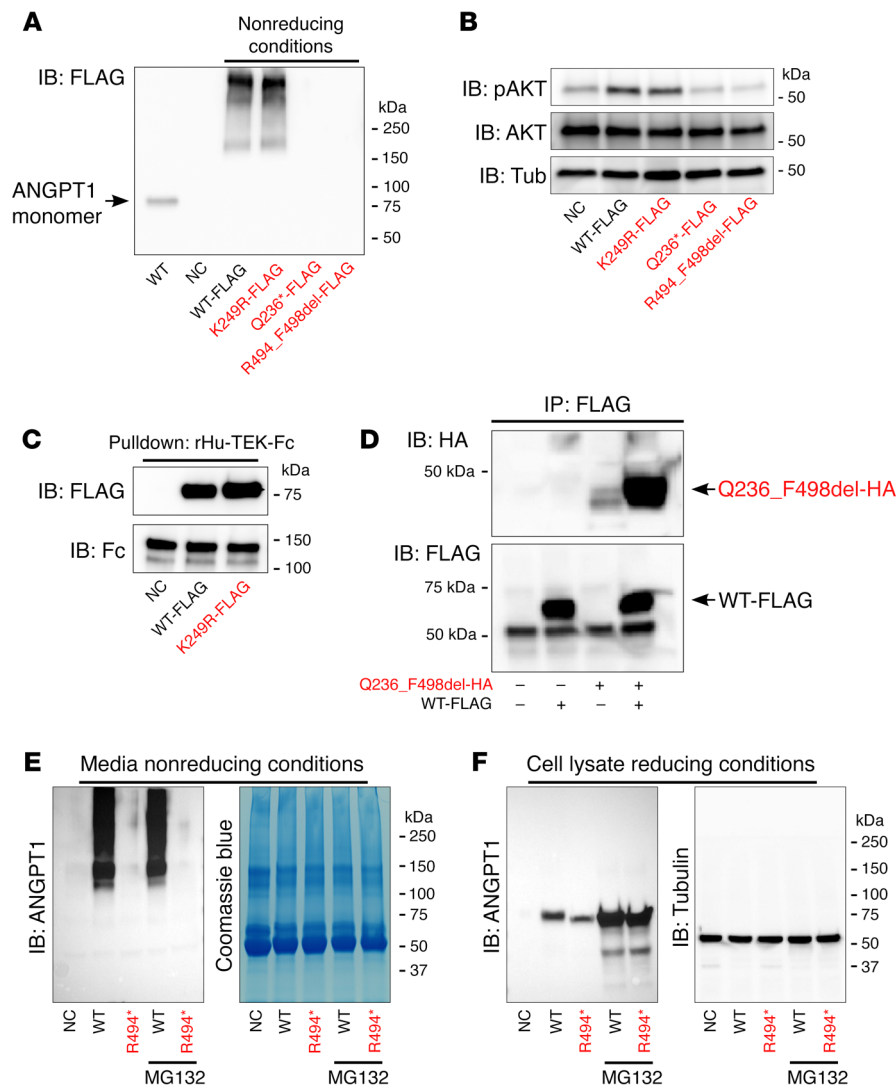 A
Nonreducing
conditions
IB: FLAG
kDa
- 250
- 150
- 100
- 75
- 50
ANGPT1
monomer
WT
NC
WT-FLAG
K249R-FLAG
Q236*-FLAG
R494_F498del-FLAG
B
kDa
IB: pAKT
- 50
IB: AKT
- 50
IB: Tub
- 50
NC
WT-FLAG
K249R-FLAG
Q236*-FLAG
R494_F498del-FLAG
C
Pulldown: rHu-TEK-Fc
kDa
IB: FLAG
- 75
IB: Fc
- 150
- 100
NC
WT-FLAG
K249R-FLAG
D
IP: FLAG
IB: HA
50 kDa -
Q236_F498del-HA
IB: FLAG
75 kDa -
WT-FLAG
50 kDa -
Q236_F498del-HA − − + +
WT-FLAG − + − +
E
Media nonreducing conditions
IB: ANGPT1
Coomassie blue
kDa
- 250
- 150
- 100
- 75
- 50
- 37
NC
WT
R494*
WT
R494*
MG132
NC
WT
R494*
WT
R494*
MG132
F
Cell lysate reducing conditions
IB: ANGPT1
IB: Tubulin
kDa
- 250
- 150
- 100
- 75
- 50
- 37
NC
WT
R494*
WT
R494*
MG132
NC
WT
R494*
WT
R494*
MG132